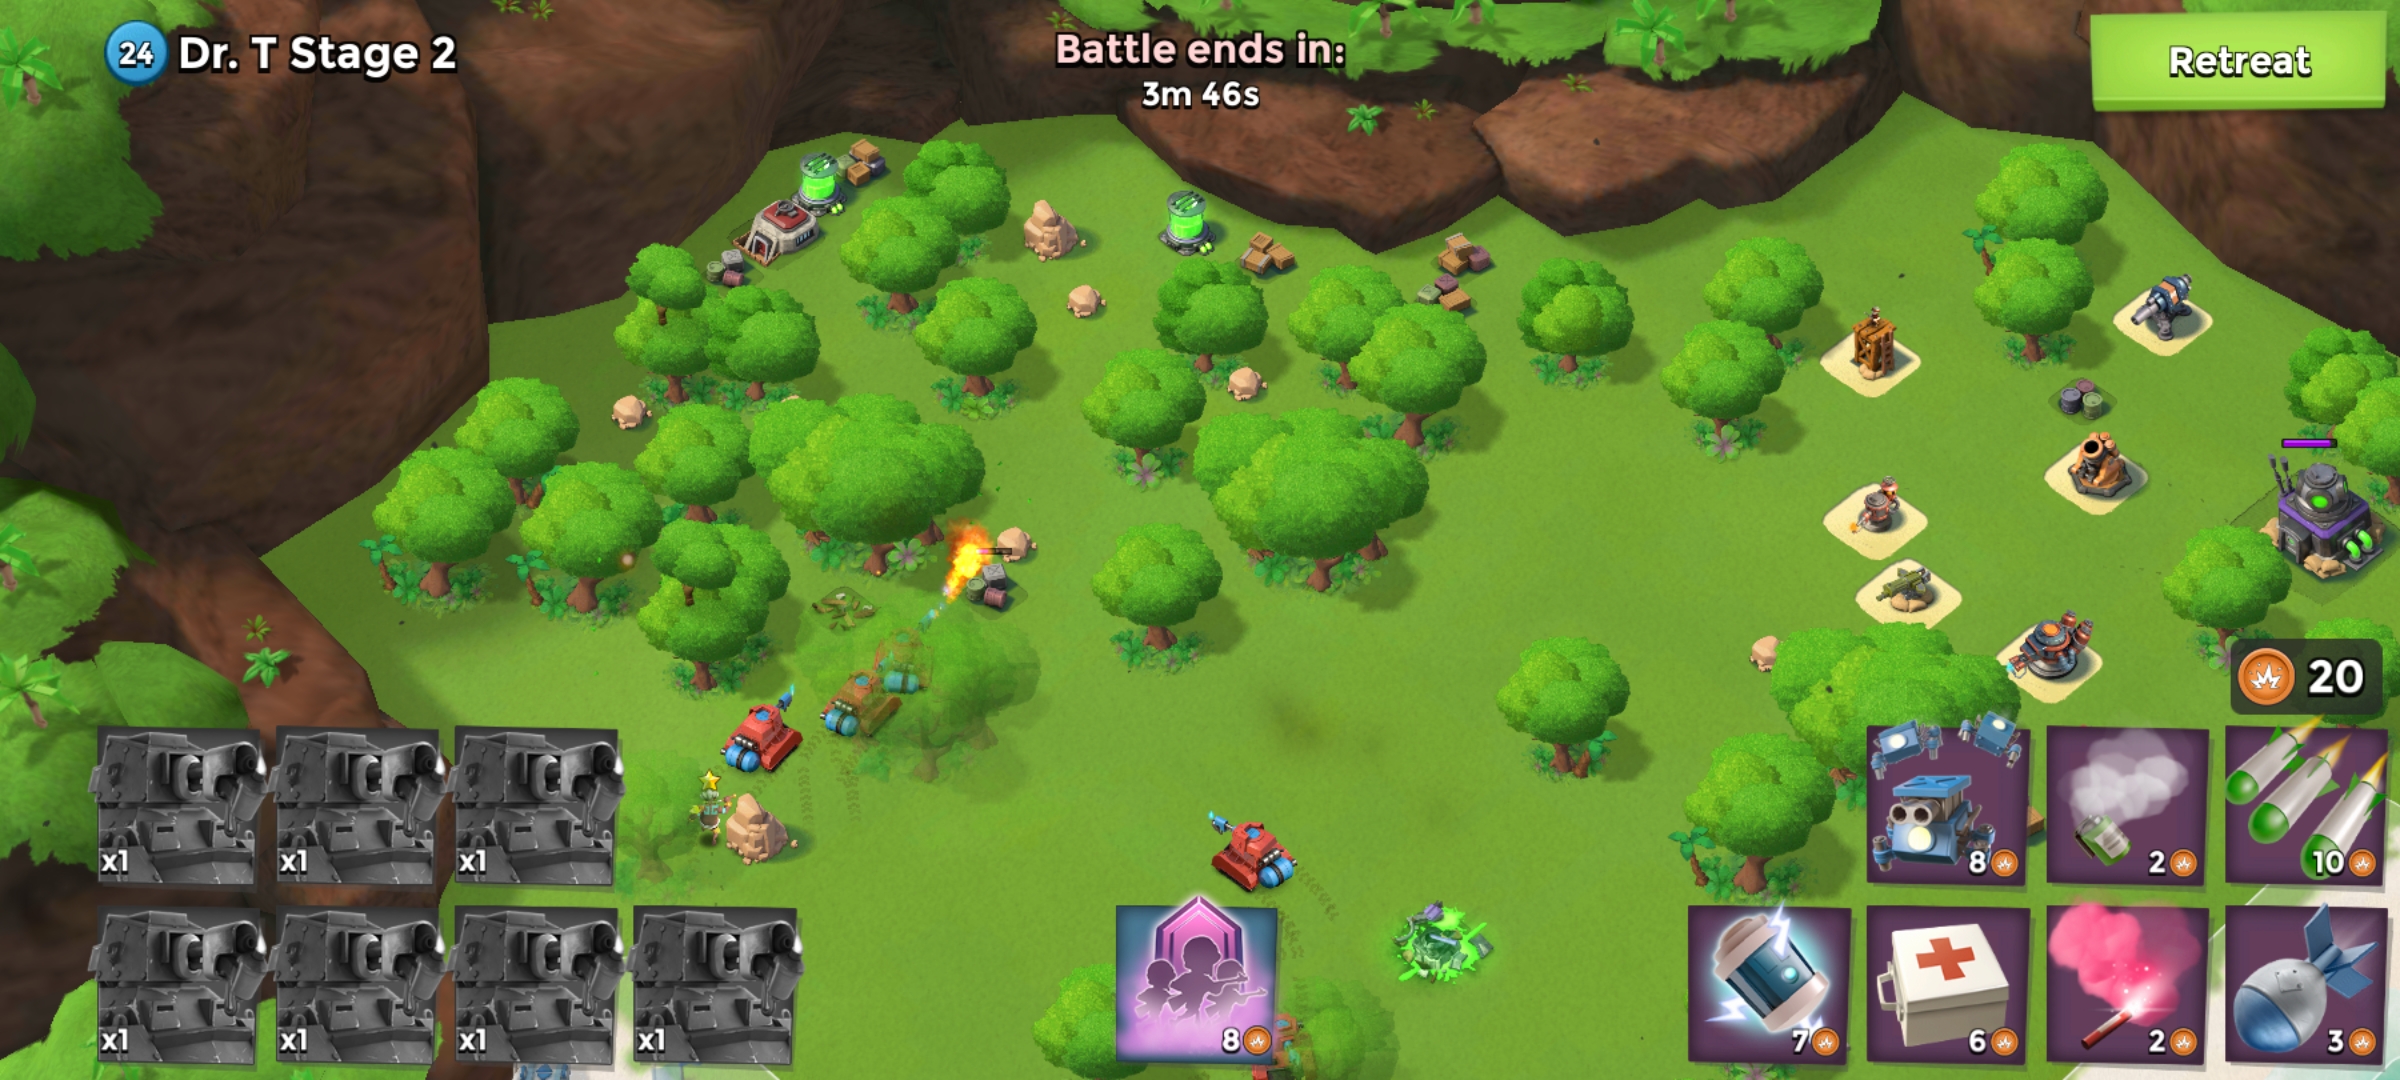 24 Dr. T Stage 2
Battle ends in:
3m 46s
Retreat
20
x1 x1 x1
8 2 10
x1 x1 x1 x1
8
7 6 2 3